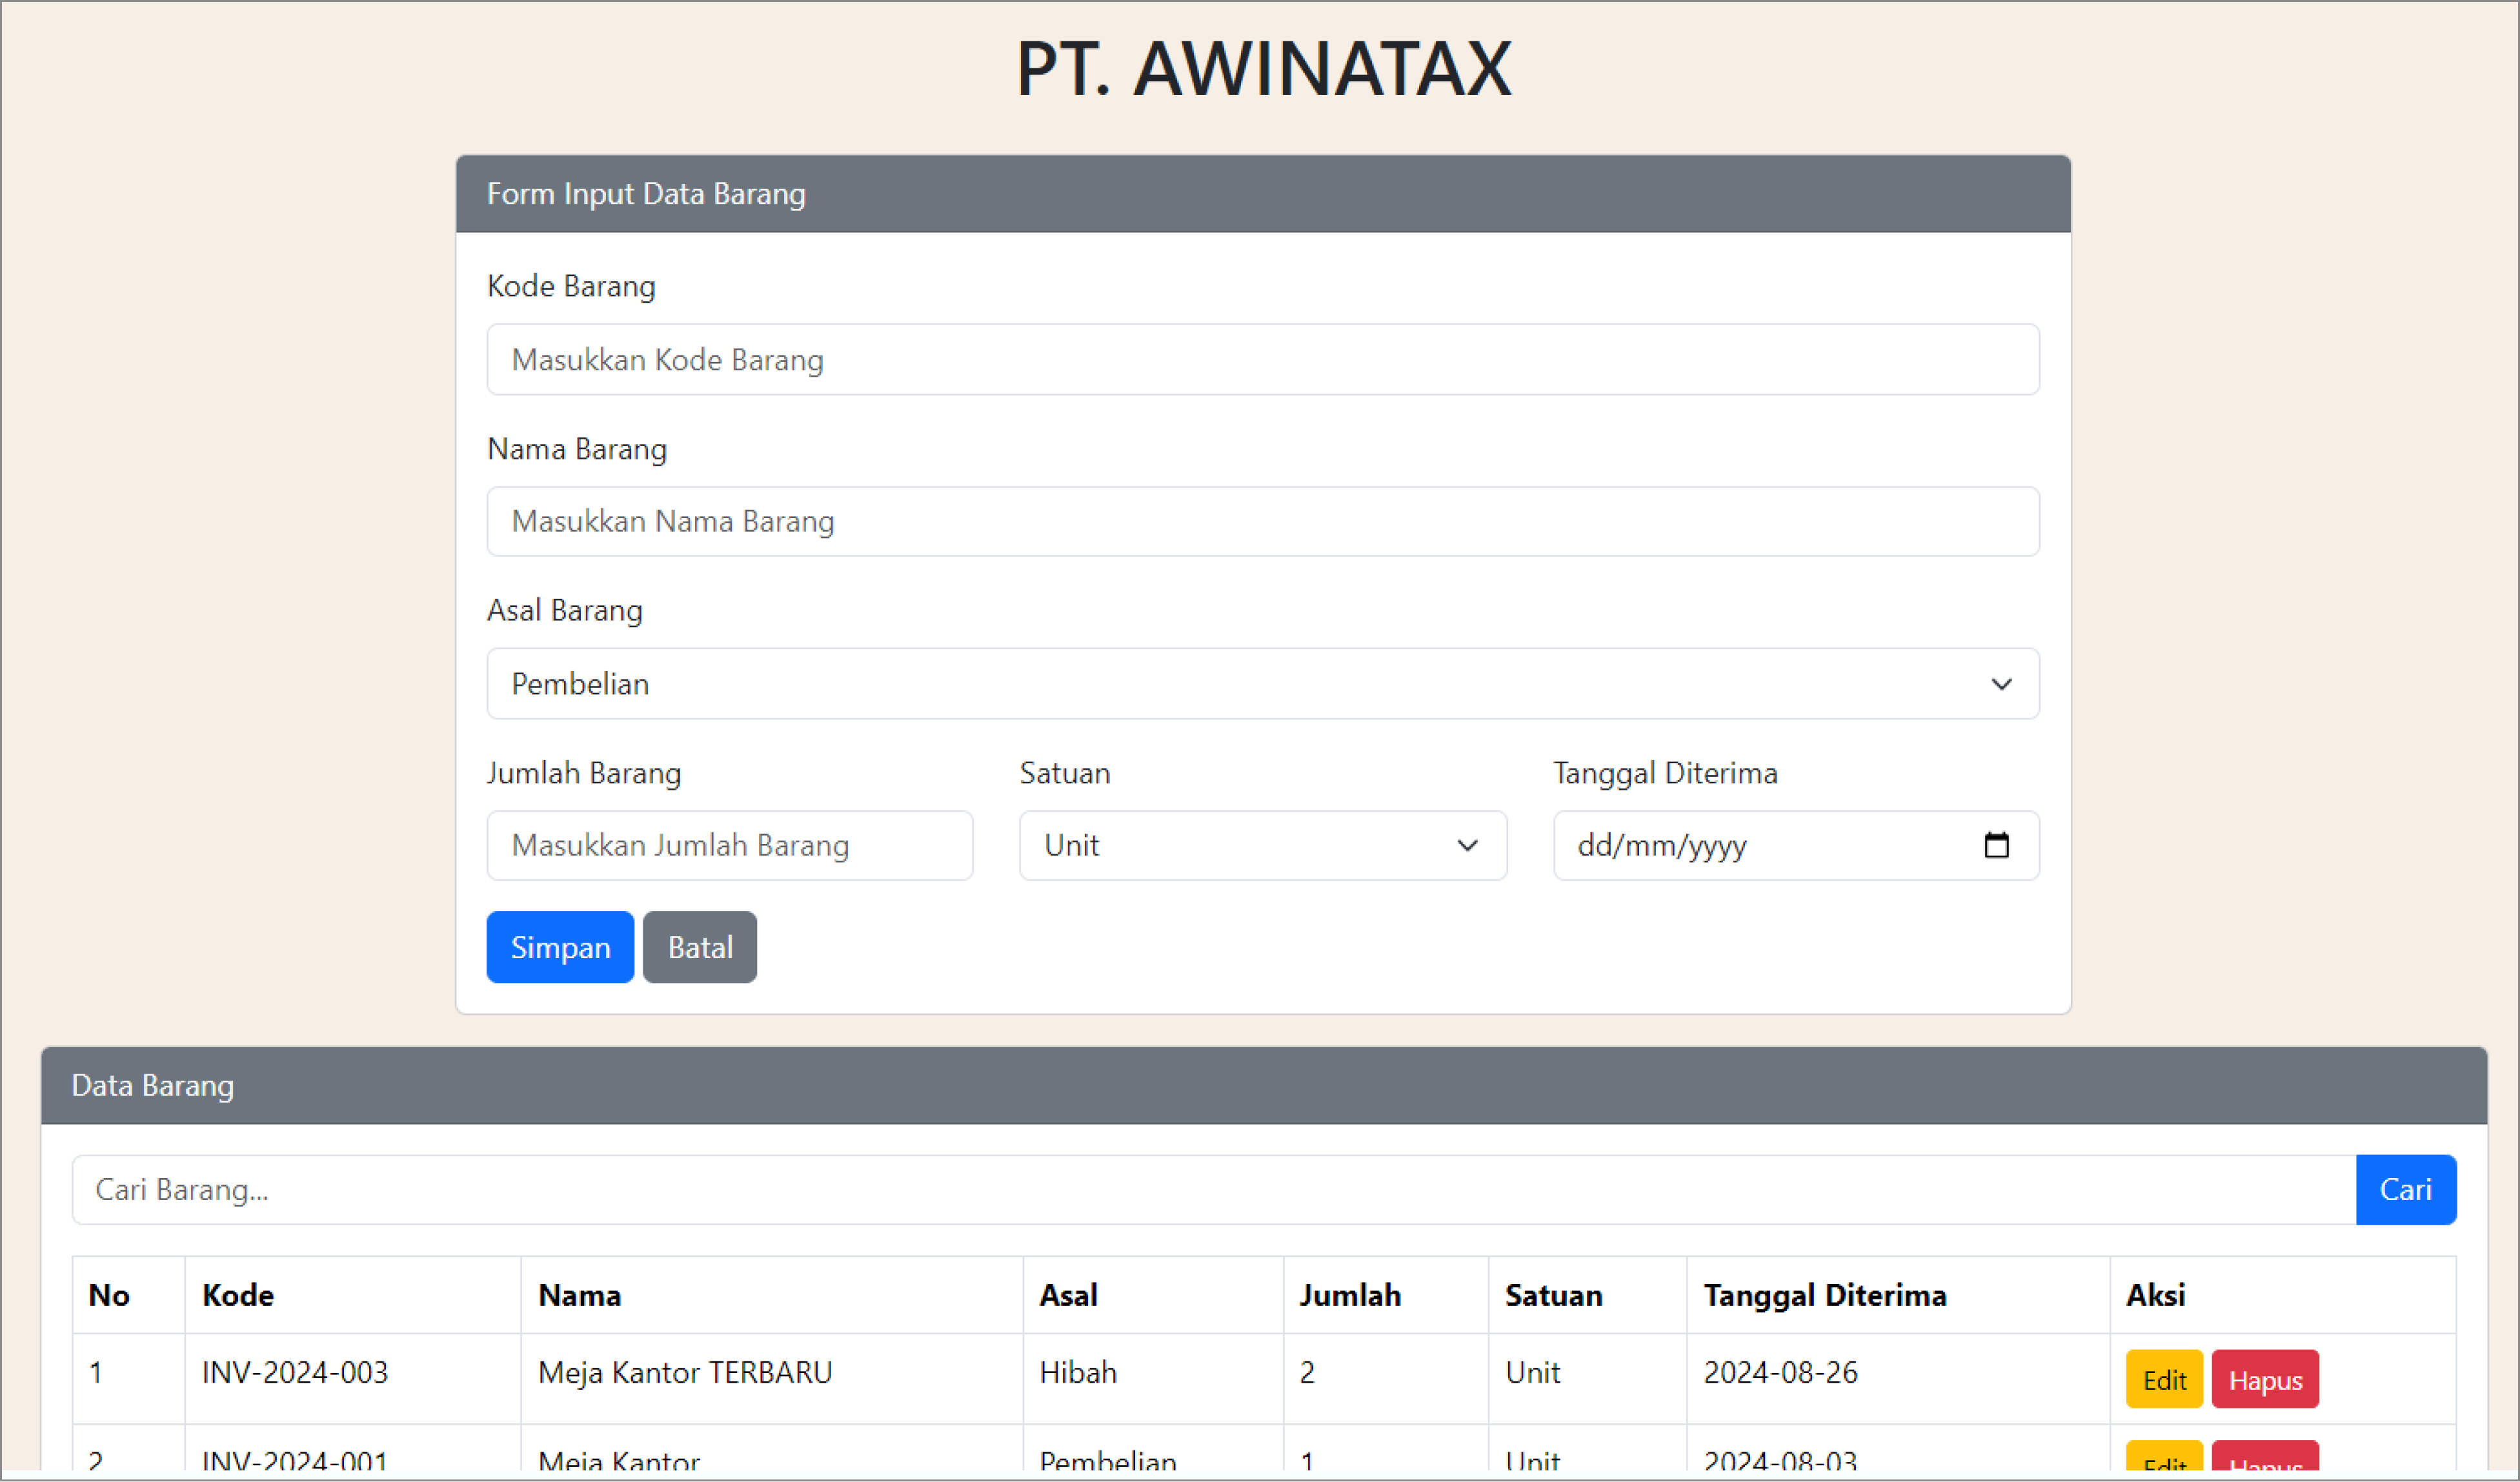 PT. AWINATAX
Form Input Data Barang
Kode Barang
Masukkan Kode Barang
Nama Barang
Masukkan Nama Barang
Asal Barang
Pembelian
Jumlah Barang Satuan Tanggal Diterima
Masukkan Jumlah Barang Unit dd/mm/yyyy
Simpan Batal
Data Barang
Cari Barang... Cari
No Kode Nama Asal Jumlah Satuan Tanggal Diterima Aksi
1 INV-2024-003 Meja Kantor TERBARU Hibah 2 Unit 2024-08-26 Edit Hapus
2 INV-2024-001 Meja Kantor Pembelian 1 Unit 2024-08-03 Edit Hapus